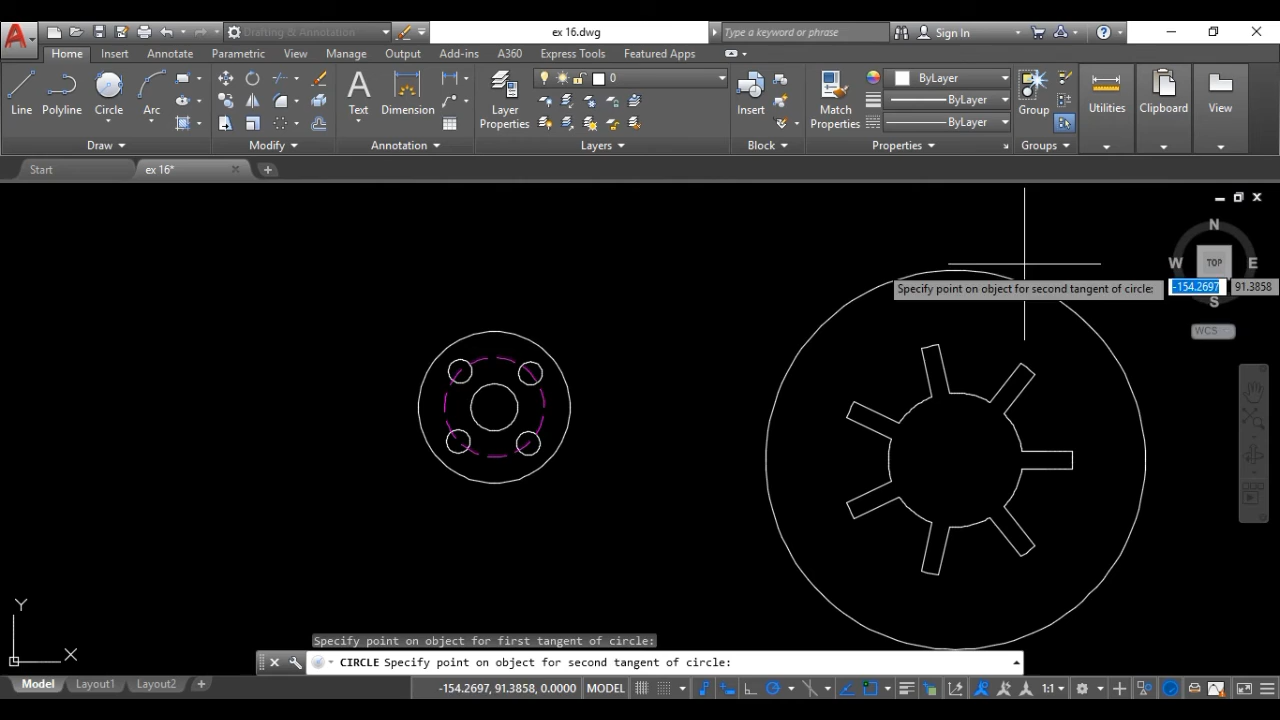 A
Drafting & Annotation
ex 16.dwg
Type a keyword or phrase
Sign In
Home
Insert
Annotate
Parametric
View
Manage
Output
Add-ins
A360
Express Tools
Featured Apps
Line
Polyline
Circle
Arc
A
Text
Dimension
Layer
Properties
0
Insert
Match
Properties
ByLayer
ByLayer
ByLayer
Group
Utilities
Clipboard
View
Draw
Modify
Annotation
Layers
Block
Properties
Groups
Start
ex 16*
N
W
TOP
E
S
WCS
Specify point on object for second tangent of circle:
-154.2697
91.3858
Y
X
Specify point on object for first tangent of circle:
CIRCLE Specify point on object for second tangent of circle:
Model
Layout1
Layout2
-154.2697, 91.3858, 0.0000
MODEL
1:1